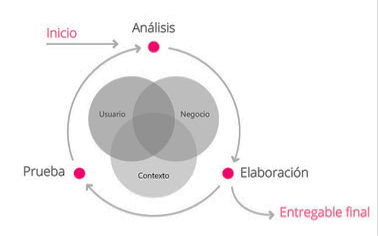 Análisis
Inicio
Usuario
Negocio
Contexto
Prueba
Elaboración
Entregable final